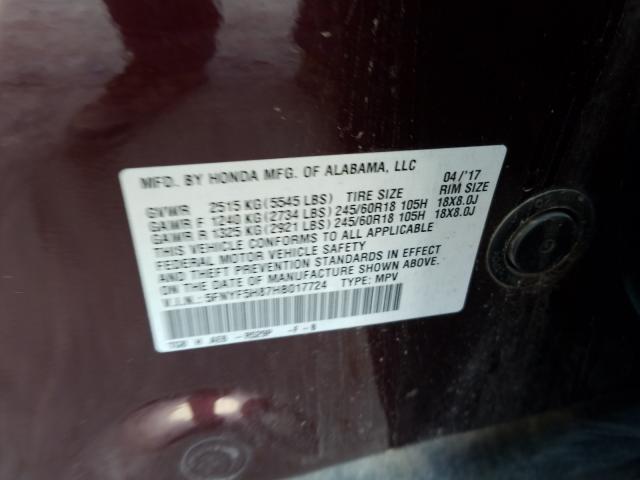 MFD. BY HONDA MFG. OF ALABAMA, LLC 04/'17
GVWR 2515 KG(5545 LBS) TIRE SIZE RIM SIZE
GAWR F 1240 KG(2734 LBS) 245/60R18 105H 18X8.0J
GAWR R 1325 KG(2921 LBS) 245/60R18 105H 18X8.0J
THIS VEHICLE CONFORMS TO ALL APPLICABLE
FEDERAL MOTOR VEHICLE SAFETY
AND THEFT PREVENTION STANDARDS IN EFFECT
ON THE DATE OF MANUFACTURE SHOWN ABOVE.
V.I.N.: 5FNYF5H87HB017724 TYPE: MPV
TG8 H AE8 -R529P -F -B